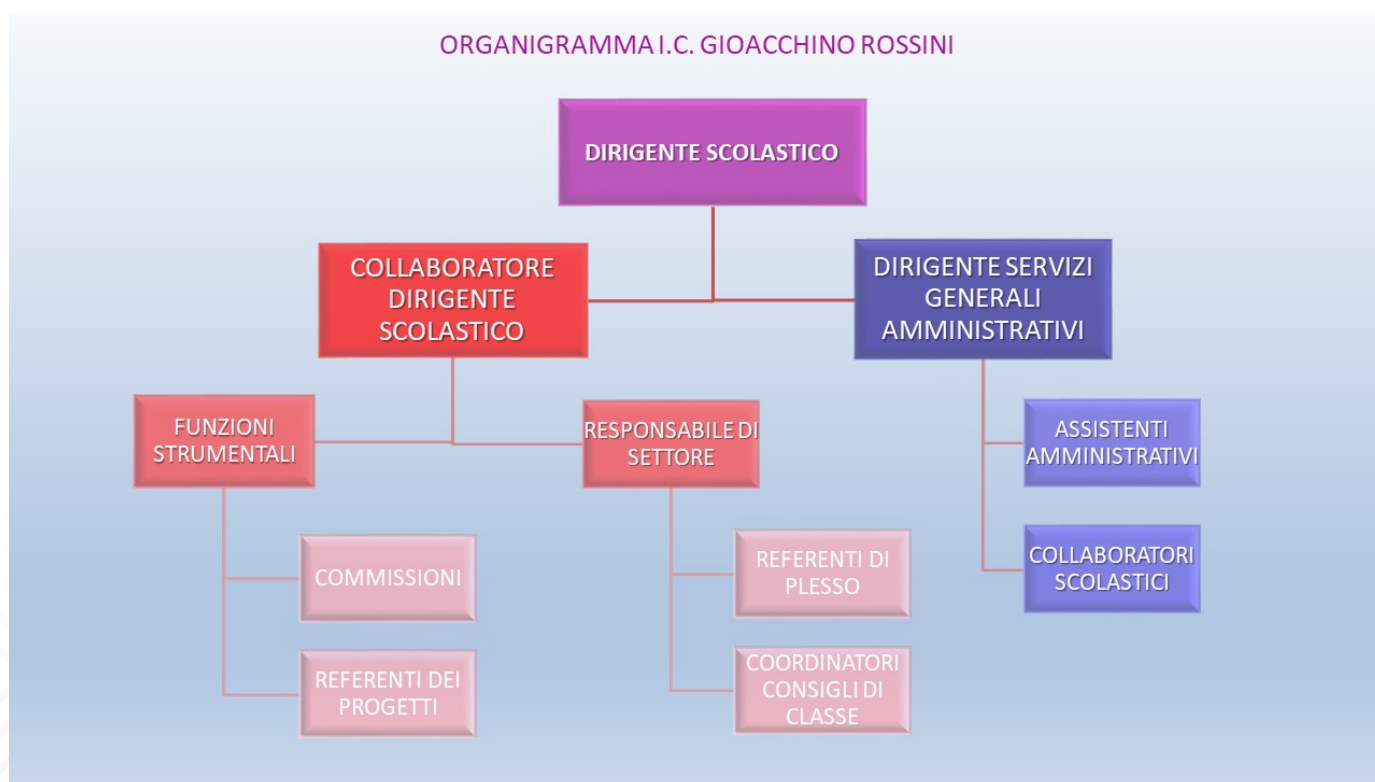 ORGANIGRAMMA I.C. GIOACCHINO ROSSINI
DIRIGENTE SCOLASTICO
COLLABORATORE
DIRIGENTE
SCOLASTICO
DIRIGENTE SERVIZI
GENERALI
AMMINISTRATIVI
FUNZIONI
STRUMENTALI
RESPONSABILE DI
SETTORE
ASSISTENTI
AMMINISTRATIVI
COMMISSIONI
REFERENTI DI
PLESSO
COLLABORATORI
SCOLASTICI
REFERENTI DEI
PROGETTI
COORDINATORI
CONSIGLI DI
CLASSE